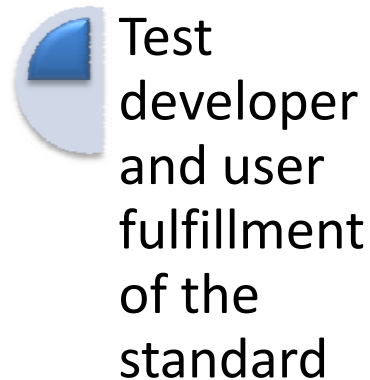 Test
developer
and user
fulfillment
of the
standard